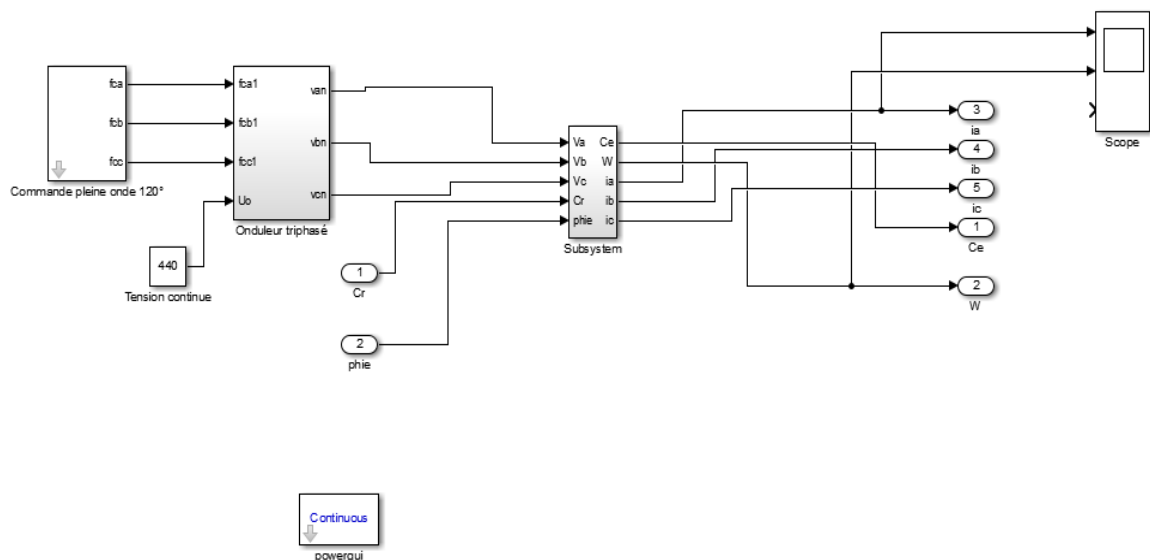 fca
fcb
fcc
Commande pleine onde 120°
fca1
fcb1
fcc1
Uo
van
vbn
vcn
Onduleur triphasé
440
Tension continue
1
Cr
2
phie
Va
Vb
Vc
Cr
phie
Ce
W
ia
ib
ic
Subsystem
3
ia
4
ib
5
ic
1
Ce
2
W
Scope
Continuous
powergui